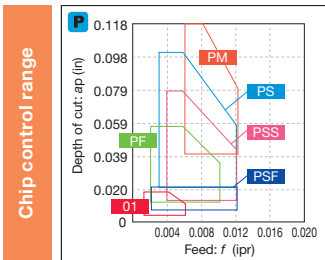 Chip control range
P
Depth of cut: ap (in)
0.118
0.098
0.079
0.059
0.039
0.020
0
PM
PS
PSS
PF
PSF
01
0.004
0.008
0.012
0.016
0.020
Feed: f (ipr)